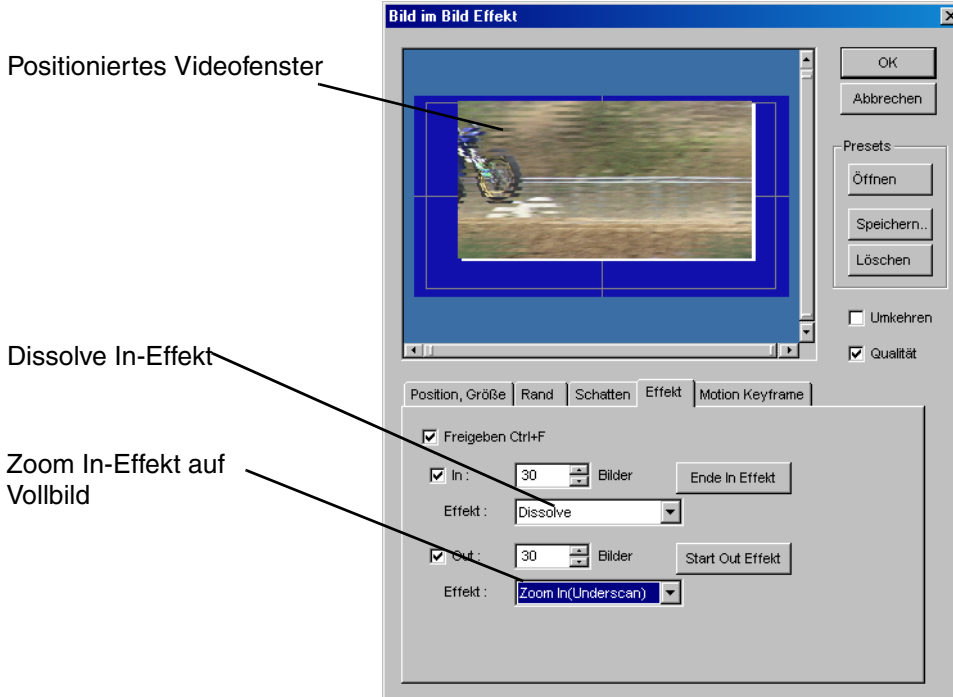 Bild im Bild Effekt
Positioniertes Videofenster
OK
Abbrechen
Presets
Öffnen
Speichern..
Löschen
Umkehren
Qualität
Dissolve In-Effekt
Position, Größe Rand Schatten Effekt Motion Keyframe
Freigeben Ctrl+F
Zoom In-Effekt auf
Vollbild
In : 30 Bilder Ende In Effekt
Effekt : Dissolve
Out : 30 Bilder Start Out Effekt
Effekt : Zoom In(Underscan)